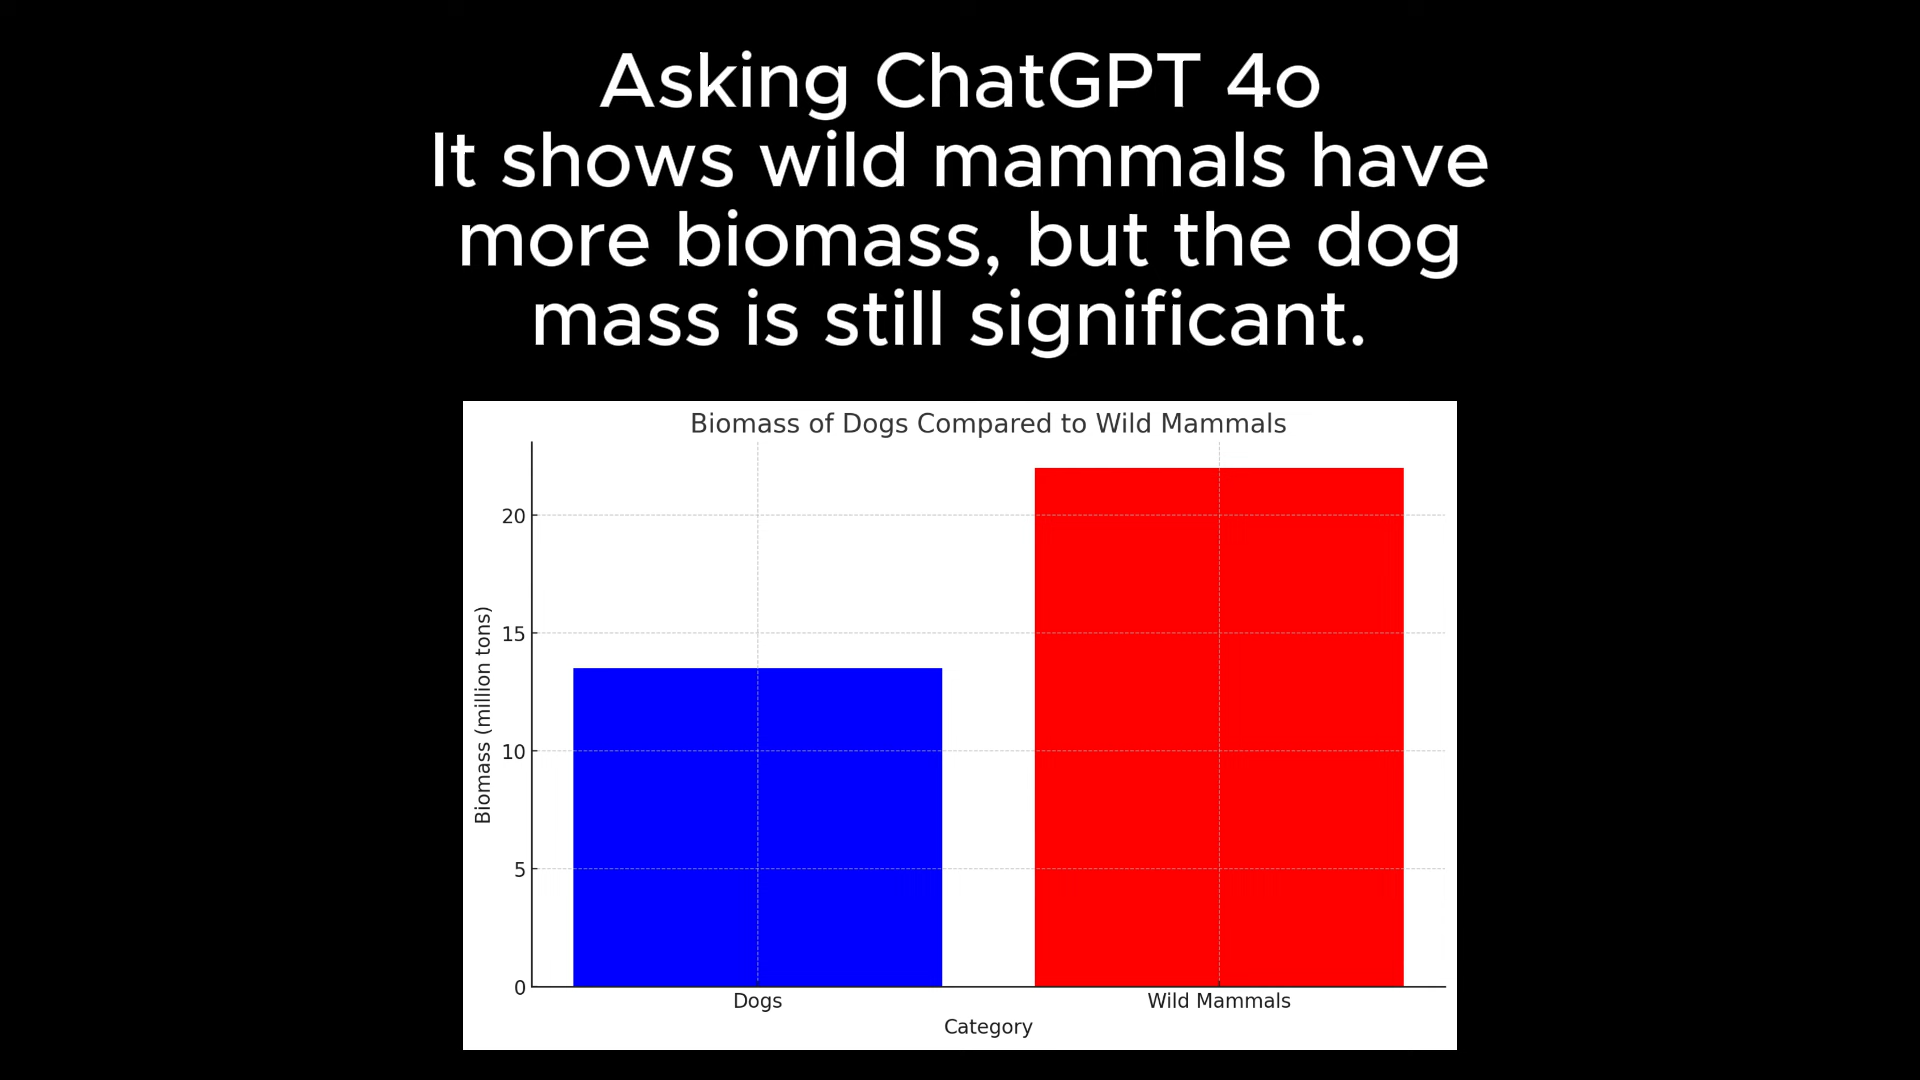 Asking ChatGPT 4o
It shows wild mammals have
more biomass, but the dog
mass is still significant.
Biomass of Dogs Compared to Wild Mammals
Biomass (million tons)
20
15
10
5
0
Dogs
Wild Mammals
Category